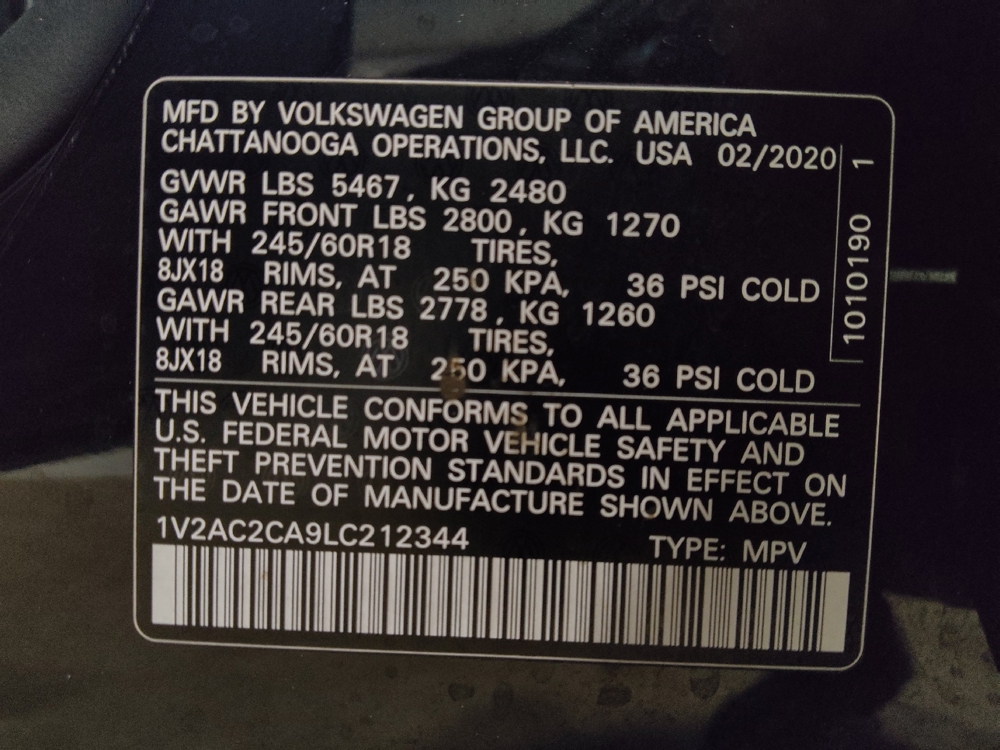 MFD BY VOLKSWAGEN GROUP OF AMERICA
CHATTANOOGA OPERATIONS, LLC. USA 02/2020
GVWR LBS 5467, KG 2480
GAWR FRONT LBS 2800, KG 1270
WITH 245/60R18 TIRES,
8JX18 RIMS, AT 250 KPA, 36 PSI COLD
GAWR REAR LBS 2778, KG 1260
WITH 245/60R18 TIRES,
8JX18 RIMS, AT 250 KPA, 36 PSI COLD
1010190 1
THIS VEHICLE CONFORMS TO ALL APPLICABLE
U.S. FEDERAL MOTOR VEHICLE SAFETY AND
THEFT PREVENTION STANDARDS IN EFFECT ON
THE DATE OF MANUFACTURE SHOWN ABOVE.
1V2AC2CA9LC212344 TYPE: MPV